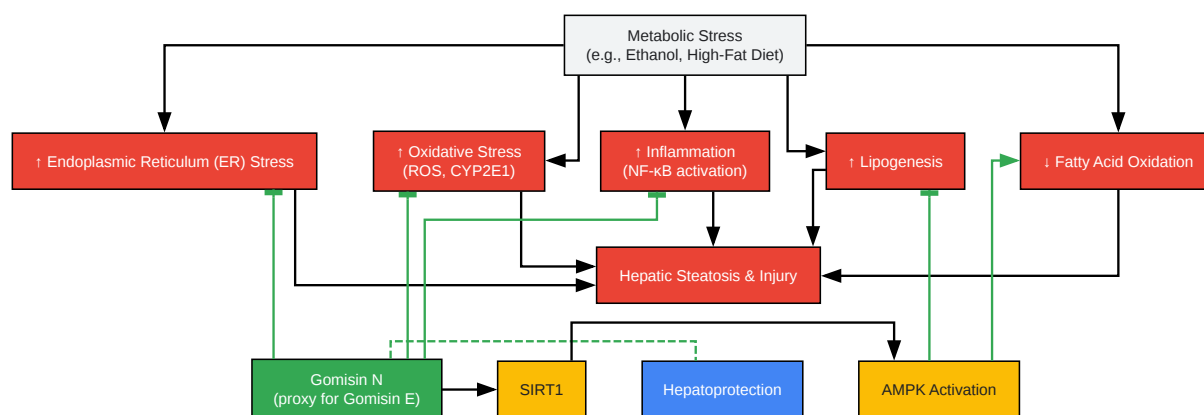 Metabolic Stress
(e.g., Ethanol, High-Fat Diet)
↑ Endoplasmic Reticulum (ER) Stress
↑ Oxidative Stress
(ROS, CYP2E1)
↑ Inflammation
(NF-κB activation)
↑ Lipogenesis
↓ Fatty Acid Oxidation
Hepatic Steatosis & Injury
Gomisin N
(proxy for Gomisin E)
SIRT1
Hepatoprotection
AMPK Activation